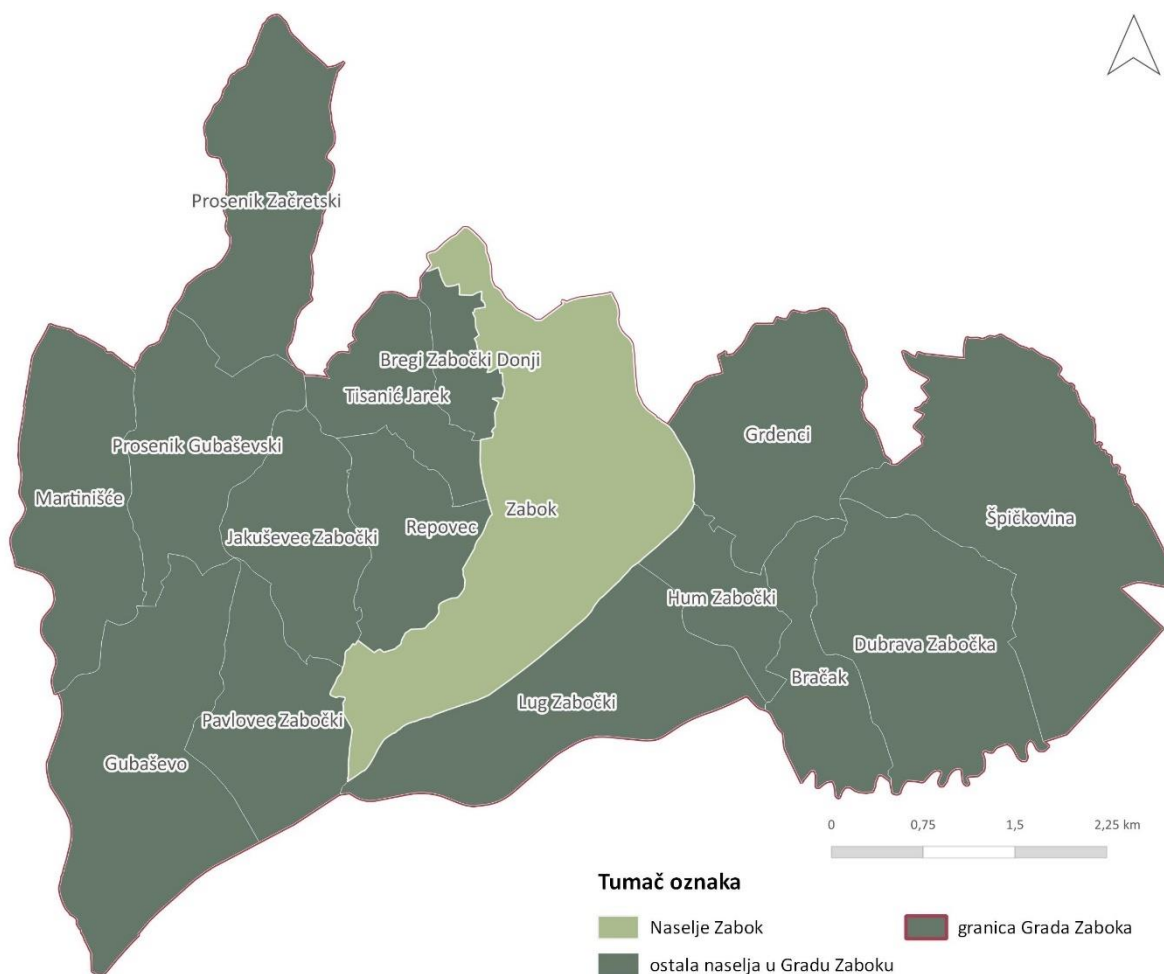 Prosenik Začretski
Bregi Zabočki Donji
Tisanić Jarek
Grdenci
Prosenik Gubaševski
Martinišće
Zabok
Špičkovina
Repovec
Jakuševec Zabočki
Hum Zabočki
Dubrava Zabočka
Bračak
Lug Zabočki
Pavlovec Zabočki
Gubaševo
0 0,75 1,5 2,25 km
Tumač oznaka
Naselje Zabok
granica Grada Zaboka
ostala naselja u Gradu Zaboku